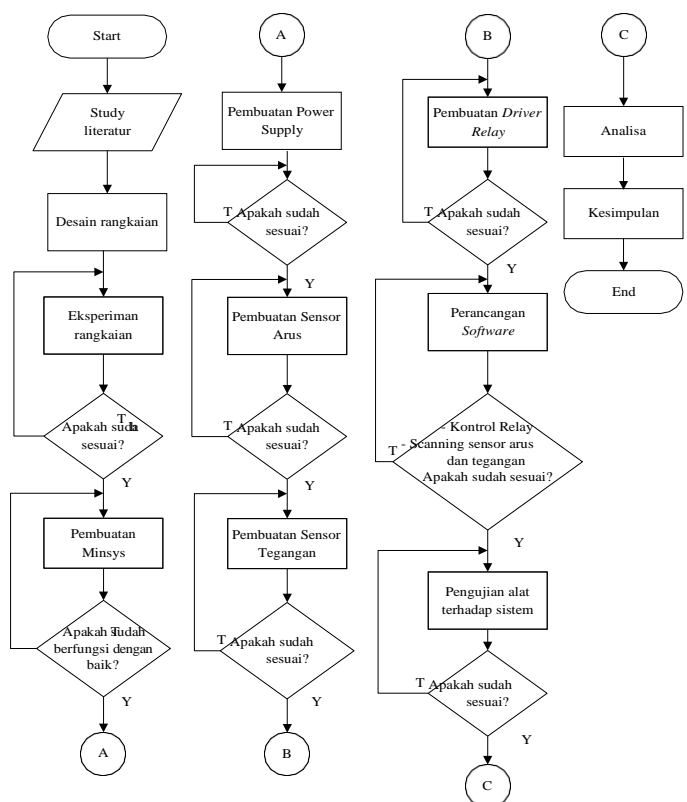 Start
Study
literatur
Desain rangkaian
Eksperiman
rangkaian
T
Apakah sudah
sesuai?
Y
Pembuatan
Minsys
T
Apakah sudah
berfungsi dengan
baik?
Y
A
A
Pembuatan Power
Supply
T
Apakah sudah
sesuai?
Y
Pembuatan Sensor
Arus
T
Apakah sudah
sesuai?
Y
Pembuatan Sensor
Tegangan
T
Apakah sudah
sesuai?
Y
B
B
Pembuatan Driver
Relay
T
Apakah sudah
sesuai?
Y
Perancangan
Software
- Kontrol Relay
- Scanning sensor arus
dan tegangan
T
Apakah sudah sesuai?
Y
Pengujian alat
terhadap sistem
T
Apakah sudah
sesuai?
Y
C
C
Analisa
Kesimpulan
End